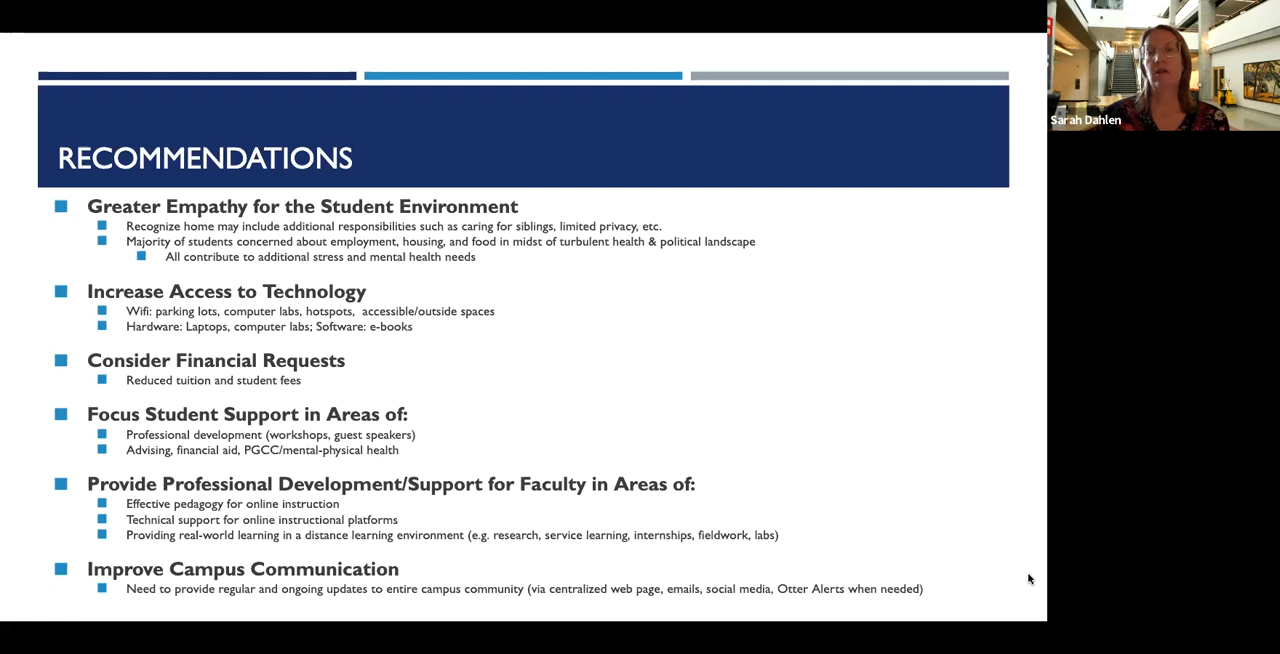 RECOMMENDATIONS
Greater Empathy for the Student Environment
Recognize home may include additional responsibilities such as caring for siblings, limited privacy, etc.
Majority of students concerned about employment, housing, and food in midst of turbulent health & political landscape
All contribute to additional stress and mental health needs
Increase Access to Technology
Wifi: parking lots, computer labs, hotspots, accessible/outside spaces
Hardware: Laptops, computer labs; Software: e-books
Consider Financial Requests
Reduced tuition and student fees
Focus Student Support in Areas of:
Professional development (workshops, guest speakers)
Advising, financial aid, PGCC/mental-physical health
Provide Professional Development/Support for Faculty in Areas of:
Effective pedagogy for online instruction
Technical support for online instructional platforms
Providing real-world learning in a distance learning environment (e.g. research, service learning, internships, fieldwork, labs)
Improve Campus Communication
Need to provide regular and ongoing updates to entire campus community (via centralized web page, emails, social media, Otter Alerts when needed)
Sarah Dahlen